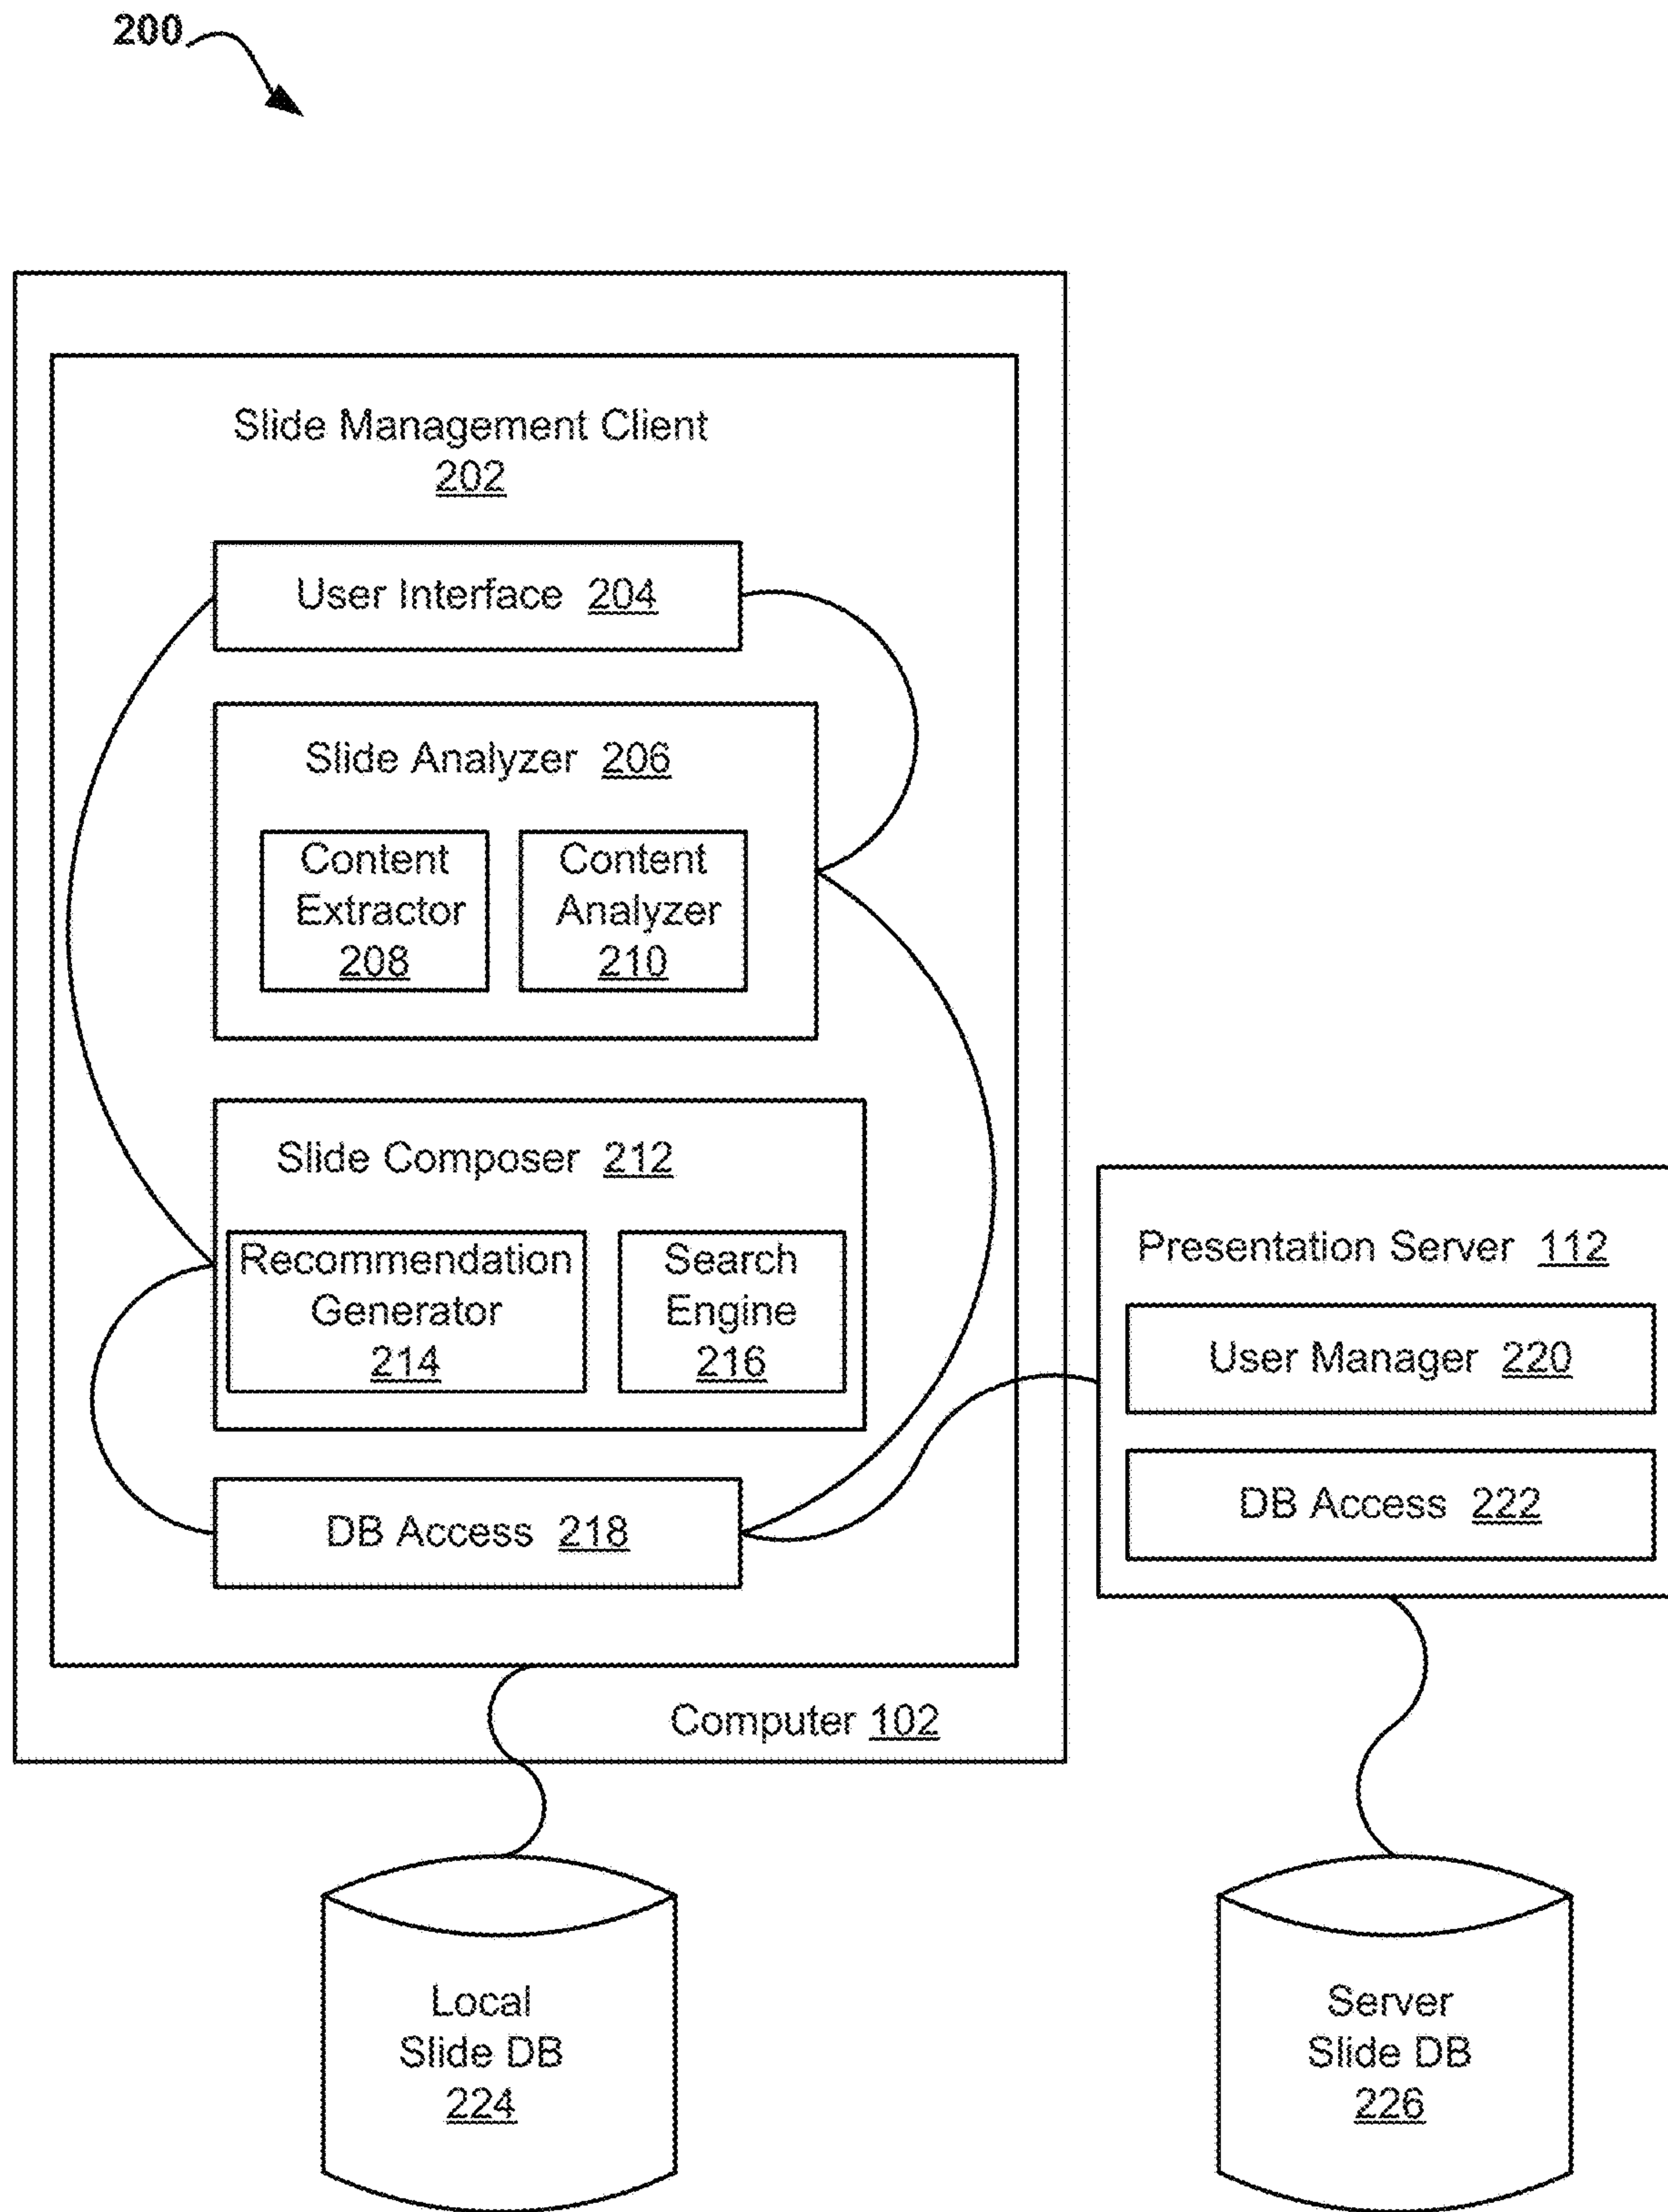 200
Slide Management Client
202
User Interface 204
Slide Analyzer 206
Content
Extractor
208
Content
Analyzer
210
Slide Composer 212
Recommendation
Generator
214
Search
Engine
216
DB Access 218
Computer 102
Presentation Server 112
User Manager 220
DB Access 222
Local
Slide DB
224
Server
Slide DB
226